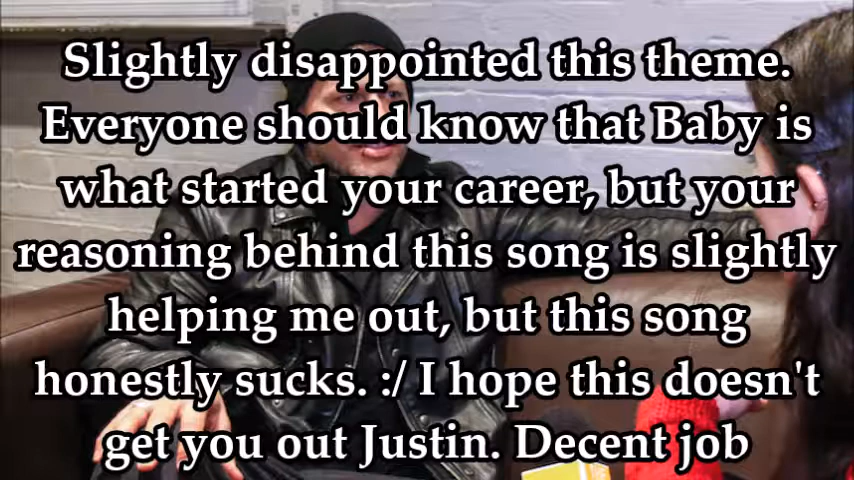 Slightly disappointed this theme.
Everyone should know that Baby is
what started your career, but your
reasoning behind this song is slightly
helping me out, but this song
honestly sucks. :/ I hope this doesn't
get you out Justin. Decent job